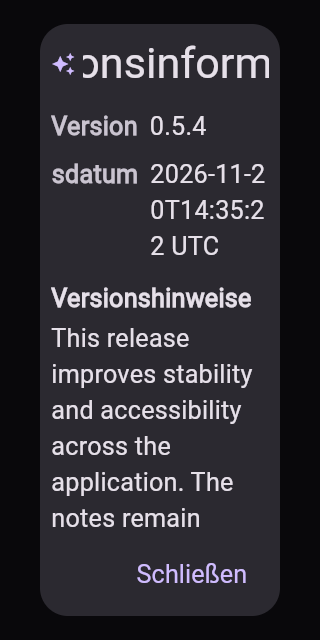 onsinform
Version 0.5.4
sdatum 2026-11-2
0T14:35:2
2 UTC
Versionshinweise
This release
improves stability
and accessibility
across the
application. The
notes remain
Schließen